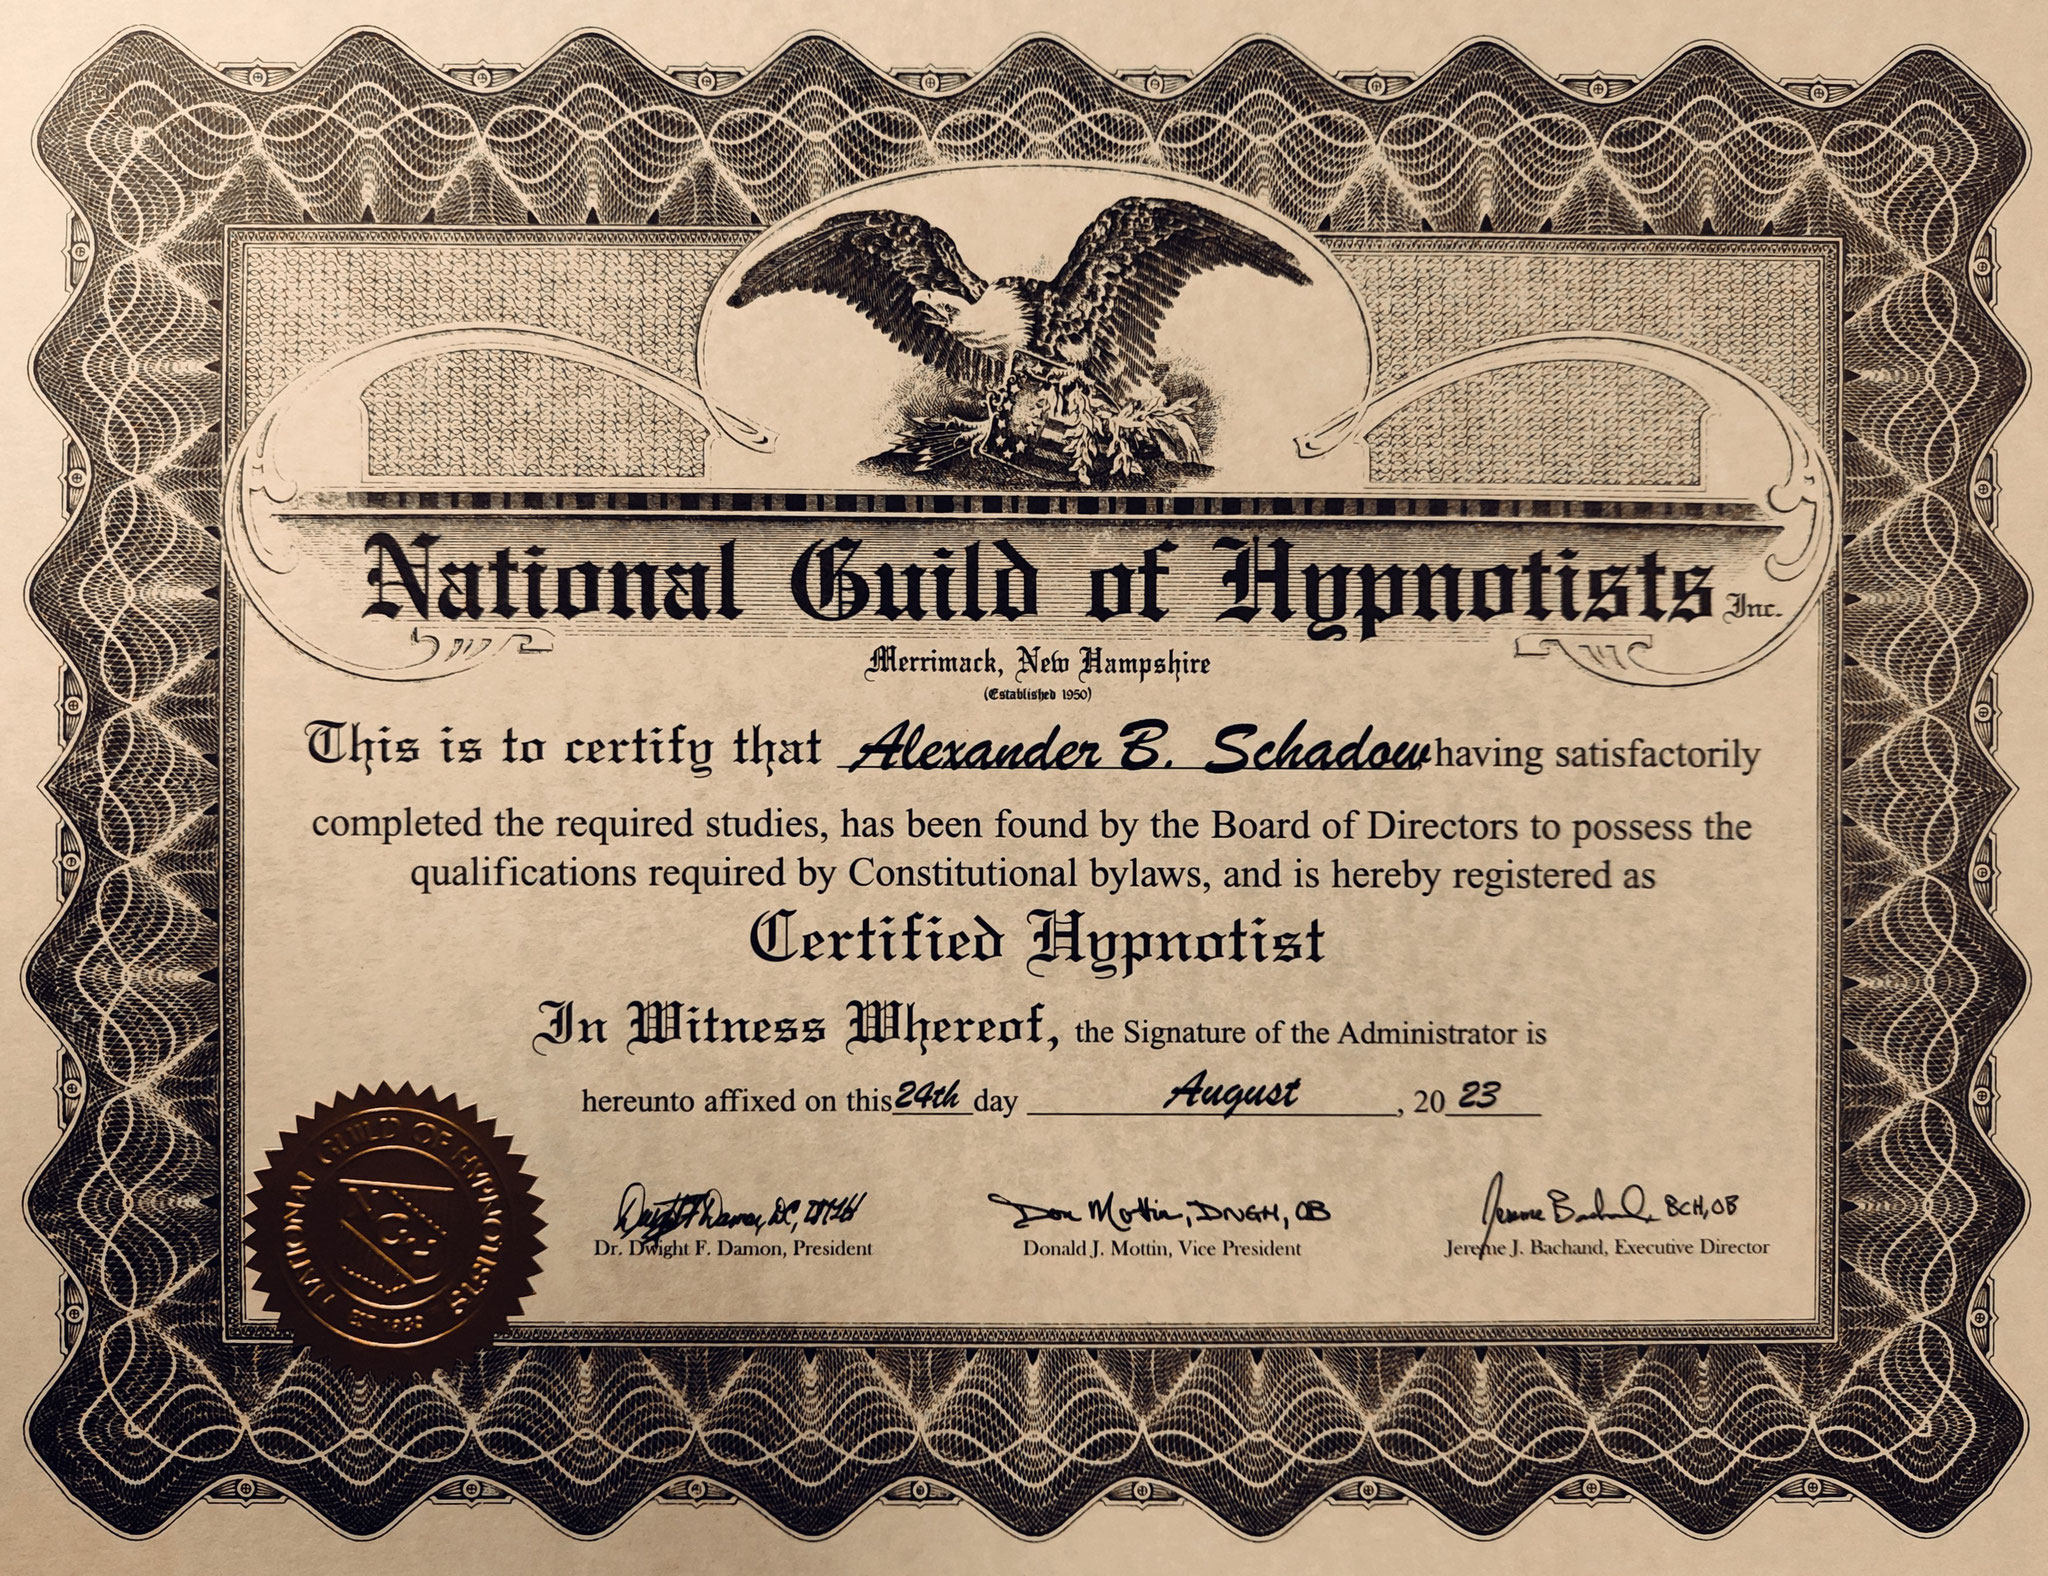 National Guild of Hypnotists Inc.
Merrimack, New Hampshire
(Established 1950)
This is to certify that Alexander B. Schadow having satisfactorily
completed the required studies, has been found by the Board of Directors to possess the
qualifications required by Constitutional bylaws, and is hereby registered as
Certified Hypnotist
In Witness Whereof, the Signature of the Administrator is
hereunto affixed on this 24th day August, 20 23
Don Mottin, DNGH, OB
BCH, OB
Dr. Dwight F. Damon, President
Donald J. Mottin, Vice President
Jereme J. Bachand, Executive Director
NATIONAL GUILD OF HYPNOTISTS